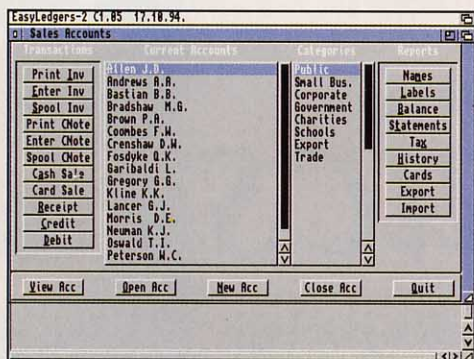 EasyLedgers-2 C1.05 17.10.94.
Sales Accounts
Transactions
Print Inv
Enter Inv
Spool Inv
Print CNote
Enter CNote
Spool CNote
Cash Sale
Card Sale
Receipt
Credit
Debit
Current Accounts
Allen J.D.
Andrews A.A.
Bastian B.B.
Bradshaw M.G.
Brown P.A.
Coombes F.W.
Crenshaw D.W.
Fosdyke Q.K.
Garibaldi L.
Gregory G.G.
Kline K.K.
Lancer G.J.
Morris D.E.
Neuman K.J.
Oswald T.I.
Peterson W.C.
Categories
Public
Small Bus.
Corporate
Government
Charities
Schools
Export
Trade
Reports
Names
Labels
Balance
Statements
Tax
History
Cards
Export
Import
View Acc
Open Acc
New Acc
Close Acc
Quit